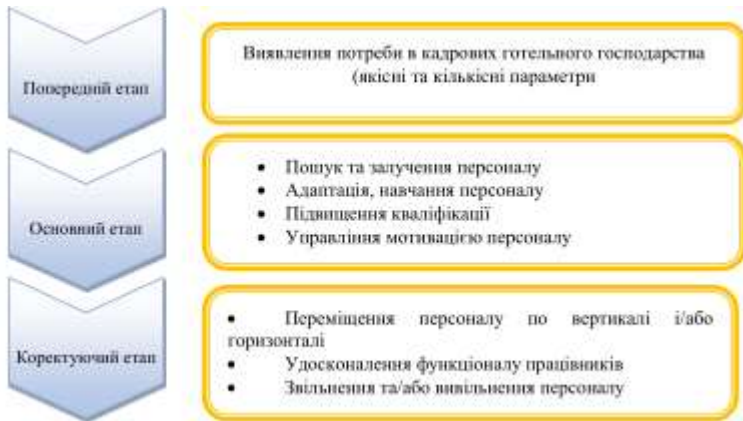 Попередній етап
Виявлення потреби в кадрових готельного господарства
(якісні та кількісні параметри
Основний етап
• Пошук та залучення персоналу
• Адаптація, навчання персоналу
• Підвищення кваліфікації
• Управління мотивацією персоналу
Коректуючий етап
• Переміщення персоналу по вертикалі і/або
горизонталі
• Удосконалення функціоналу працівників
• Звільнення та/або вивільнення персоналу